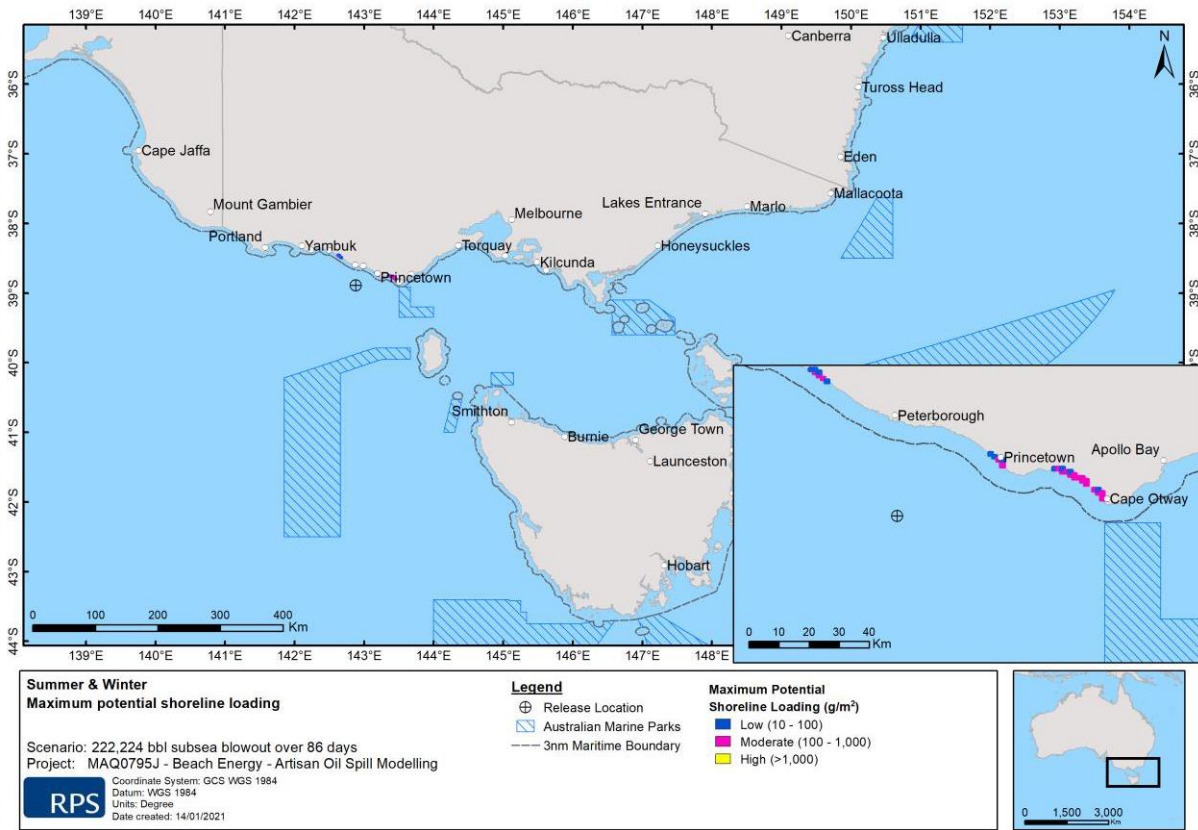 139°E 140°E 141°E 142°E 143°E 144°E 145°E 146°E 147°E 148°E 149°E 150°E 151°E 152°E 153°E 154°E
Canberra
Ulladulla
N
36°S
36°S
Tuross Head
37°S
37°S
Cape Jaffa
Eden
Mount Gambier
Melbourne
Lakes Entrance
Marlo
Mallacoota
38°S
38°S
Portland
Yambuk
Torquay
Honeysuckles
Kilcunda
Princetown
39°S
39°S
40°S
40°S
Smithton
41°S
Burnie
George Town
Launceston
42°S
43°S
Hobart
44°S
0 100 200 300 400
Km
139°E 140°E 141°E 142°E 143°E 144°E 145°E 146°E 147°E 148°E
Peterborough
Princetown
Apollo Bay
Cape Otway
0 10 20 30 40
Km
Summer & Winter
Maximum potential shoreline loading
Scenario: 222,224 bbl subsea blowout over 86 days
Project: MAQ0795J - Beach Energy - Artisan Oil Spill Modelling
RPS
Coordinate System: GCS WGS 1984
Datum: WGS 1984
Units: Degree
Date created: 14/01/2021
Legend
Release Location
Australian Marine Parks
3nm Maritime Boundary
Maximum Potential
Shoreline Loading (g/m²)
Low (10 - 100)
Moderate (100 - 1,000)
High (>1,000)
0 1,500 3,000
Km